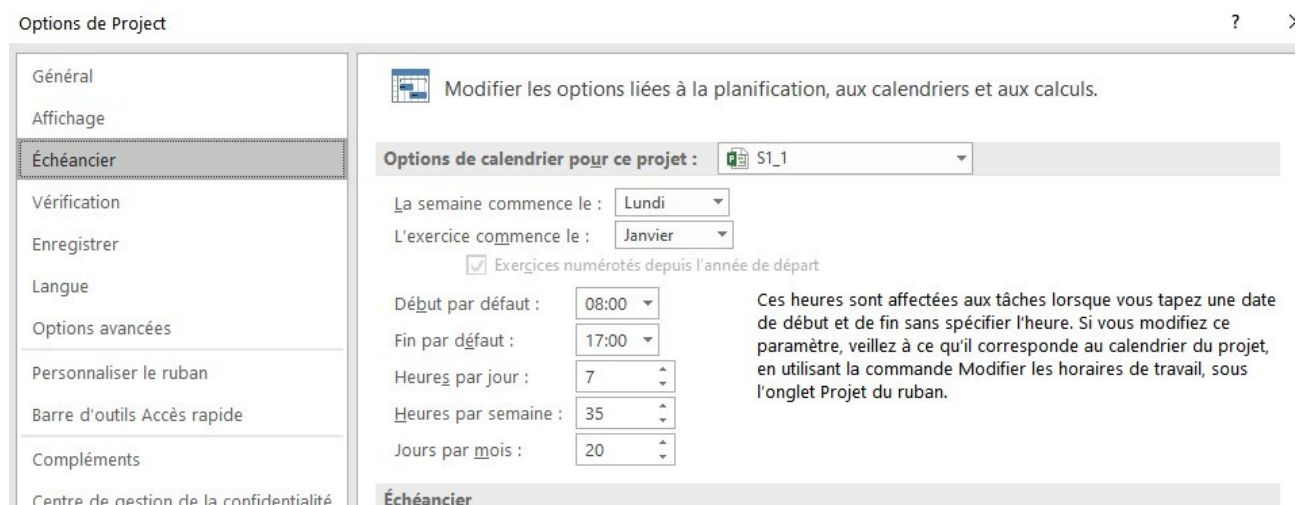 Options de Project
?
Général
Affichage
Échéancier
Vérification
Enregistrer
Langue
Options avancées
Personnaliser le ruban
Barre d'outils Accès rapide
Compléments
Centre de gestion de la confidentialité
Modifier les options liées à la planification, aux calendriers et aux calculs.
Options de calendrier pour ce projet : S1_1
La semaine commence le : Lundi
L'exercice commence le : Janvier
Exercices numérotés depuis l'année de départ
Début par défaut : 08:00
Fin par défaut : 17:00
Heures par jour : 7
Heures par semaine : 35
Jours par mois : 20
Ces heures sont affectées aux tâches lorsque vous tapez une date
de début et de fin sans spécifier l'heure. Si vous modifiez ce
paramètre, veillez à ce qu'il corresponde au calendrier du projet,
en utilisant la commande Modifier les horaires de travail, sous
l'onglet Projet du ruban.
Échéancier